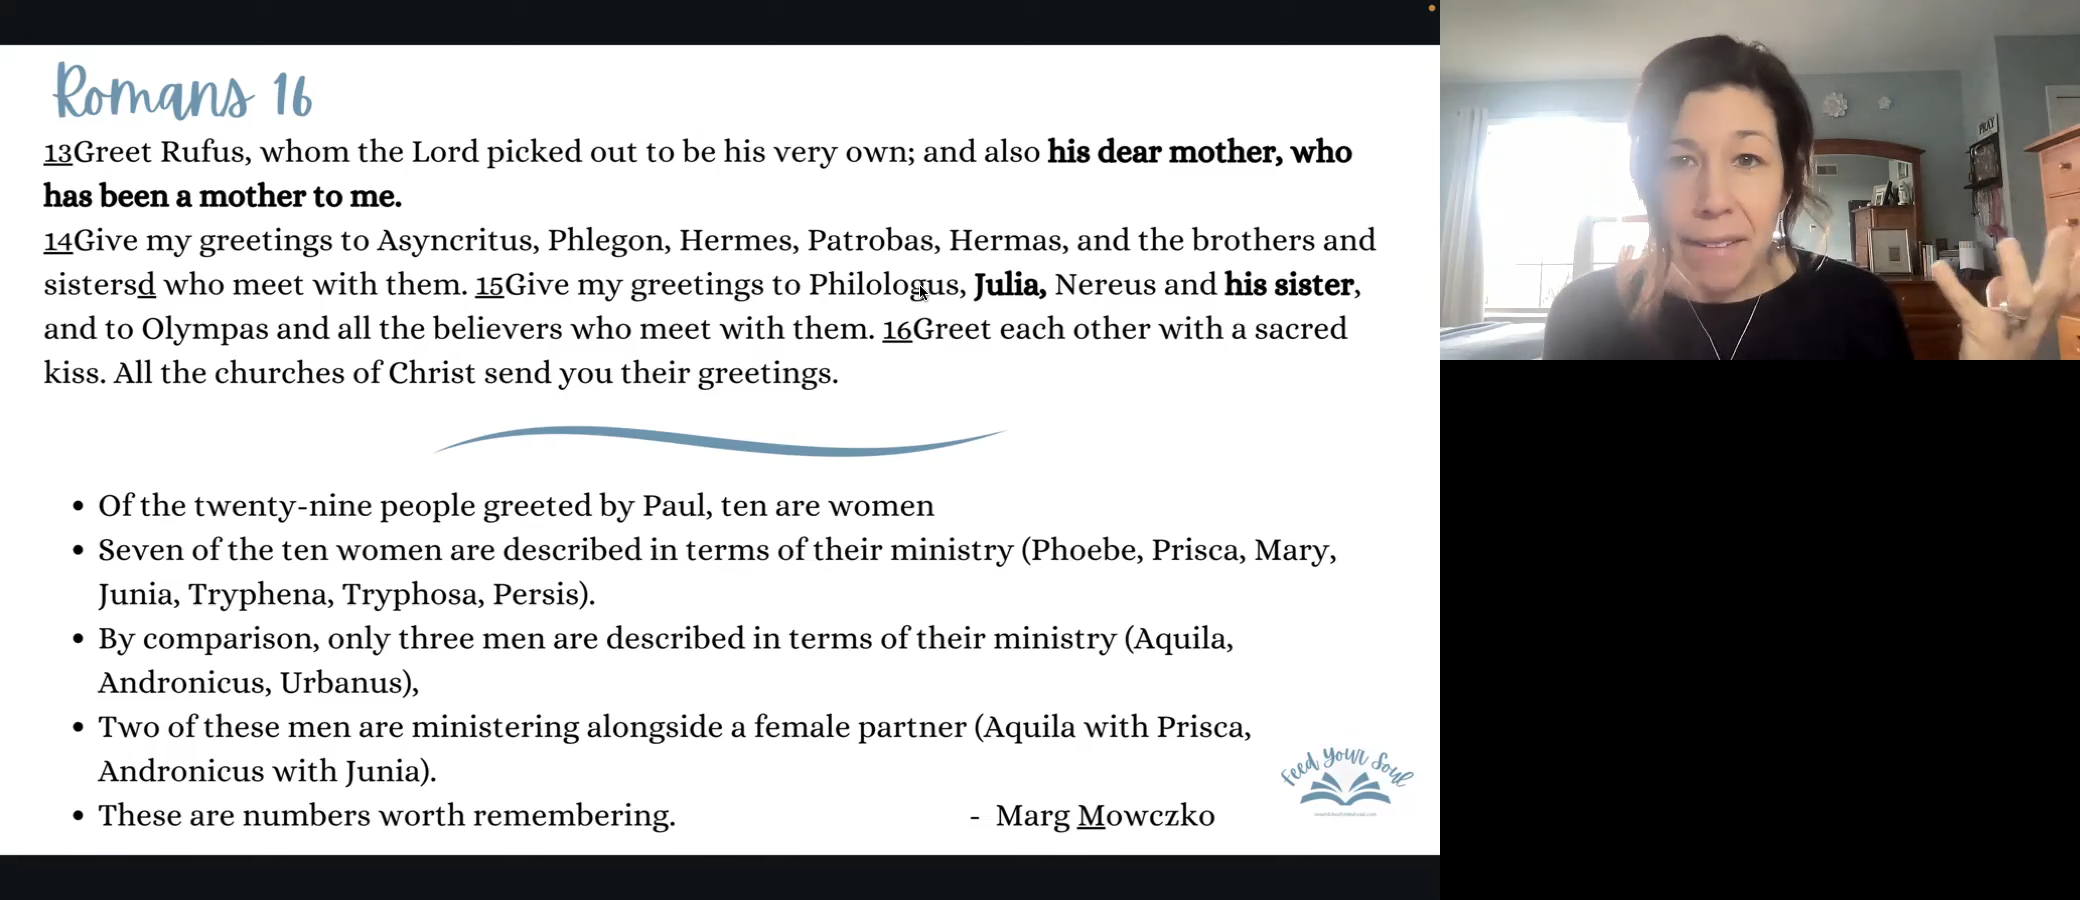 Romans 16
13Greet Rufus, whom the Lord picked out to be his very own; and also his dear mother, who
has been a mother to me.
14Give my greetings to Asyncritus, Phlegon, Hermes, Patrobas, Hermas, and the brothers and
sistersd who meet with them. 15Give my greetings to Philologus, Julia, Nereus and his sister,
and to Olympas and all the believers who meet with them. 16Greet each other with a sacred
kiss. All the churches of Christ send you their greetings.
• Of the twenty-nine people greeted by Paul, ten are women
• Seven of the ten women are described in terms of their ministry (Phoebe, Prisca, Mary,
Junia, Tryphena, Tryphosa, Persis).
• By comparison, only three men are described in terms of their ministry (Aquila,
Andronicus, Urbanus),
• Two of these men are ministering alongside a female partner (Aquila with Prisca,
Andronicus with Junia).
• These are numbers worth remembering. - Marg Mowczko
Feed Your Soul
PRAY